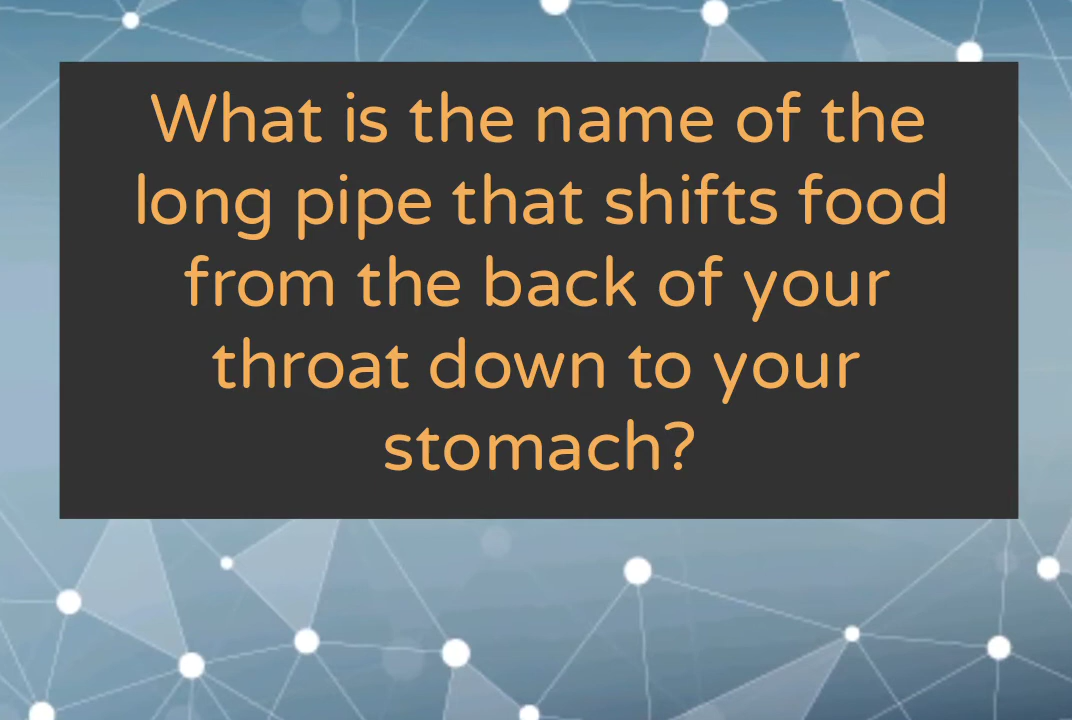 What is the name of the
long pipe that shifts food
from the back of your
throat down to your
stomach?